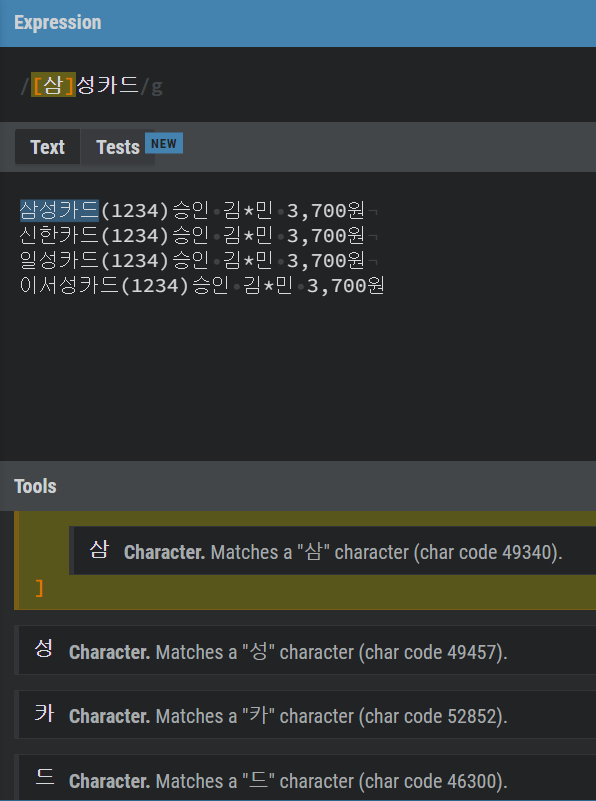 Expression
/[삼]성카드/g
Text Tests NEW
삼성카드(1234)승인 김*민 3,700원¬
신한카드(1234)승인 김*민 3,700원¬
일성카드(1234)승인 김*민 3,700원¬
이서성카드(1234)승인 김*민 3,700원
Tools
삼 Character. Matches a "삼" character (char code 49340).
]
성 Character. Matches a "성" character (char code 49457).
카 Character. Matches a "카" character (char code 52852).
드 Character. Matches a "드" character (char code 46300).